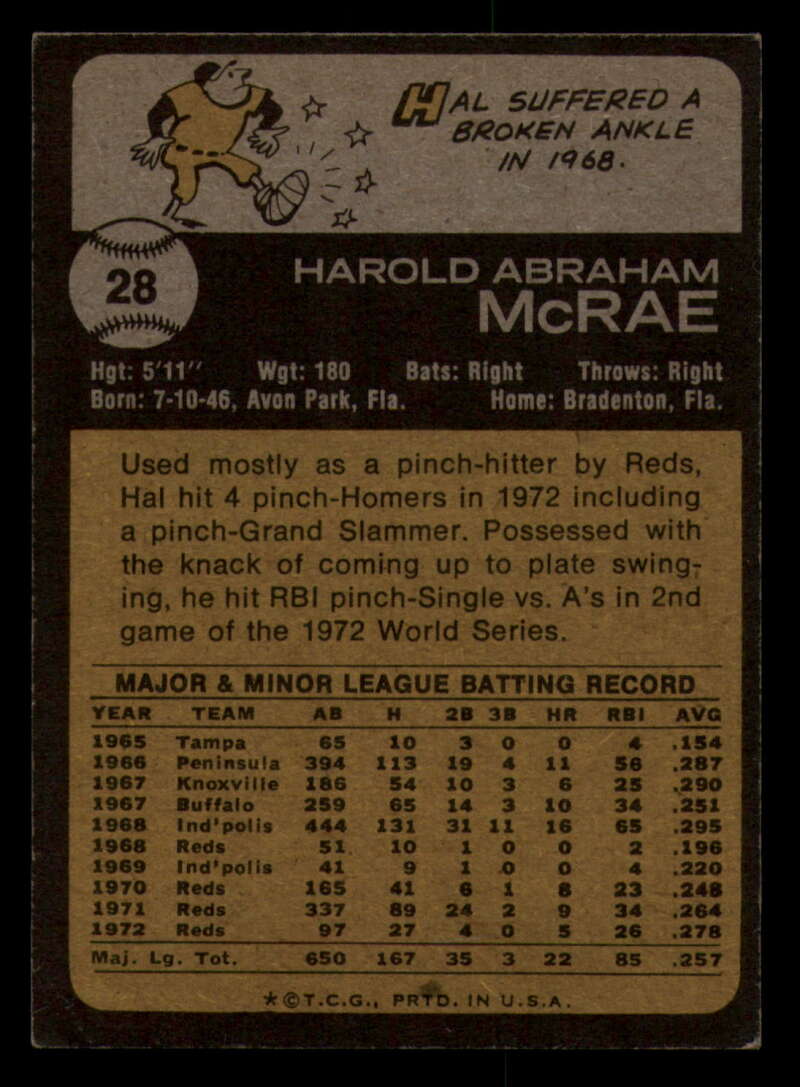 HAL SUFFERED A
BROKEN ANKLE
IN 1968.
28
HAROLD ABRAHAM
McRAE
Hgt: 5'11" Wgt: 180 Bats: Right Throws: Right
Born: 7-10-46, Avon Park, Fla. Home: Bradenton, Fla.
Used mostly as a pinch-hitter by Reds,
Hal hit 4 pinch-Homers in 1972 including
a pinch-Grand Slammer. Possessed with
the knack of coming up to plate swing-
ing, he hit RBI pinch-Single vs. A's in 2nd
game of the 1972 World Series.
MAJOR & MINOR LEAGUE BATTING RECORD
YEAR TEAM AB H 2B 3B HR RBI AVG
1965 Tampa 65 10 3 0 0 4 .154
1966 Peninsula 394 113 19 4 11 56 .287
1967 Knoxville 186 54 10 3 6 25 .290
1967 Buffalo 259 65 14 3 10 34 .251
1968 Ind'polis 444 131 31 11 16 65 .295
1968 Reds 51 10 1 0 0 2 .196
1969 Ind'polis 41 9 1 0 0 4 .220
1970 Reds 165 41 6 1 8 23 .248
1971 Reds 337 89 24 2 9 34 .264
1972 Reds 97 27 4 0 5 26 .278
Maj. Lg. Tot. 650 167 35 3 22 85 .257
*©T.C.G., PRTD. IN U.S.A.